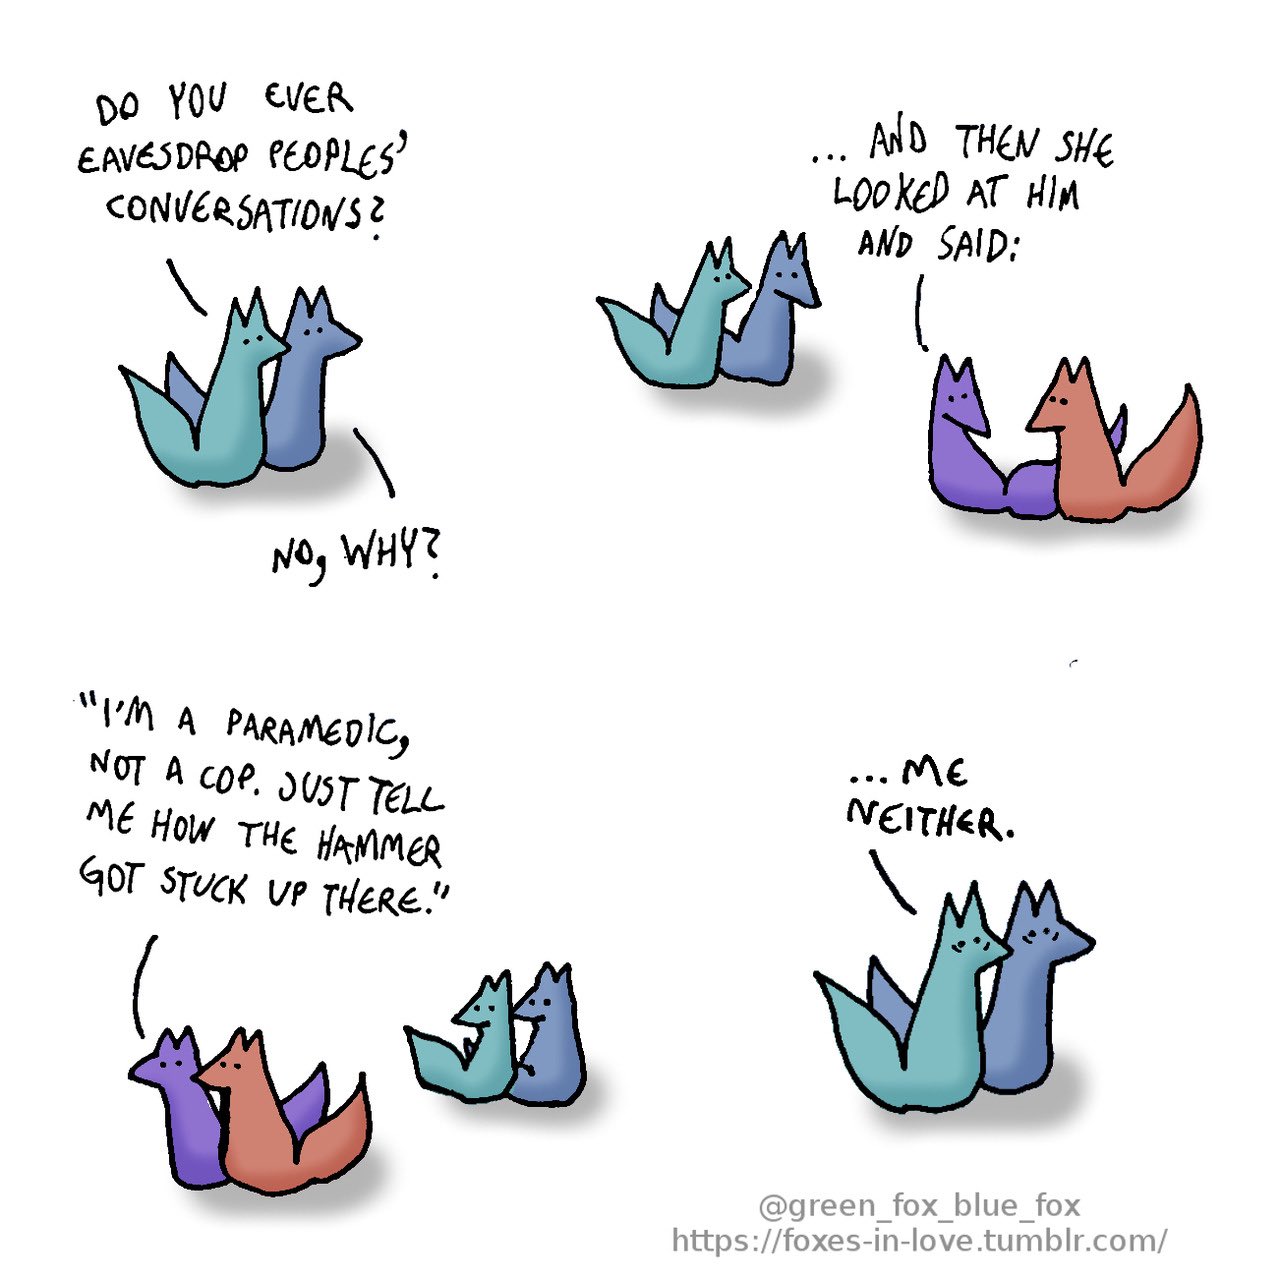 DO YOU EVER
EAVESDROP PEOPLES'
CONVERSATIONS?
NO, WHY?
... AND THEN SHE
LOOKED AT HIM
AND SAID:
"I'M A PARAMEDIC,
NOT A COP. JUST TELL
ME HOW THE HAMMER
GOT STUCK UP THERE."
... ME
NEITHER.
@green_fox_blue_fox
https://foxes-in-love.tumblr.com/